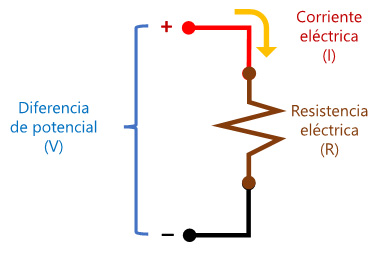 Corriente
eléctrica
(I)
+
Diferencia
de potencial
(V)
Resistencia
eléctrica
(R)
−